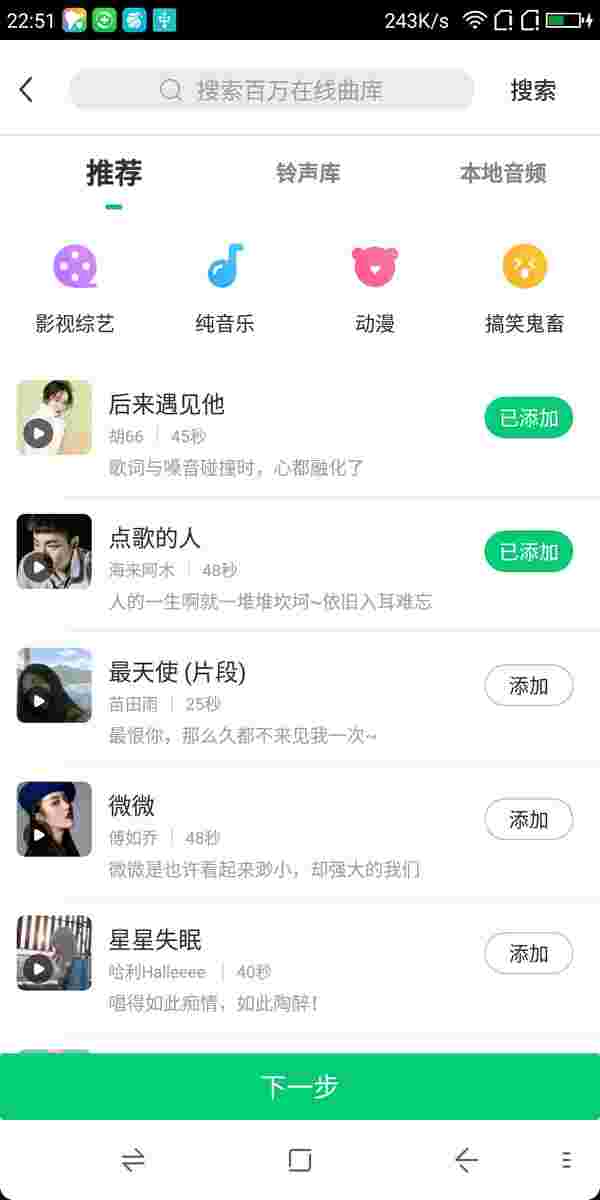 22:51
243K/s
搜索百万在线曲库
搜索
推荐
铃声库
本地音频
影视综艺
纯音乐
动漫
搞笑鬼畜
后来遇见他
已添加
胡66 | 45秒
歌词与嗓音碰撞时，心都融化了
点歌的人
已添加
海来阿木 | 48秒
人的一生啊就一堆堆坎坷~依旧入耳难忘
最天使 (片段)
添加
苗田雨 | 25秒
最恨你，那么久都不来见我一次~
微微
添加
傅如乔 | 48秒
微微是也许看起来渺小，却强大的我们
星星失眠
添加
哈利Halleeee | 40秒
唱得如此痴情，如此陶醉！
下一步